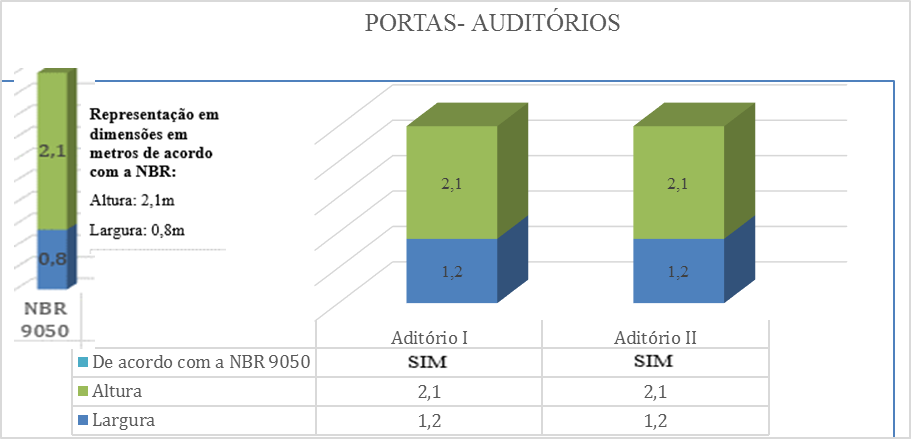 PORTAS- AUDITÓRIOS
2,1
0,8
NBR
9050
Representação em
dimensões em
metros de acordo
com a NBR:
Altura: 2,1m
Largura: 0,8m
2,1
2,1
1,2
1,2
Aditório I
Aditório II
De acordo com a NBR 9050
SIM
SIM
Altura
2,1
2,1
Largura
1,2
1,2